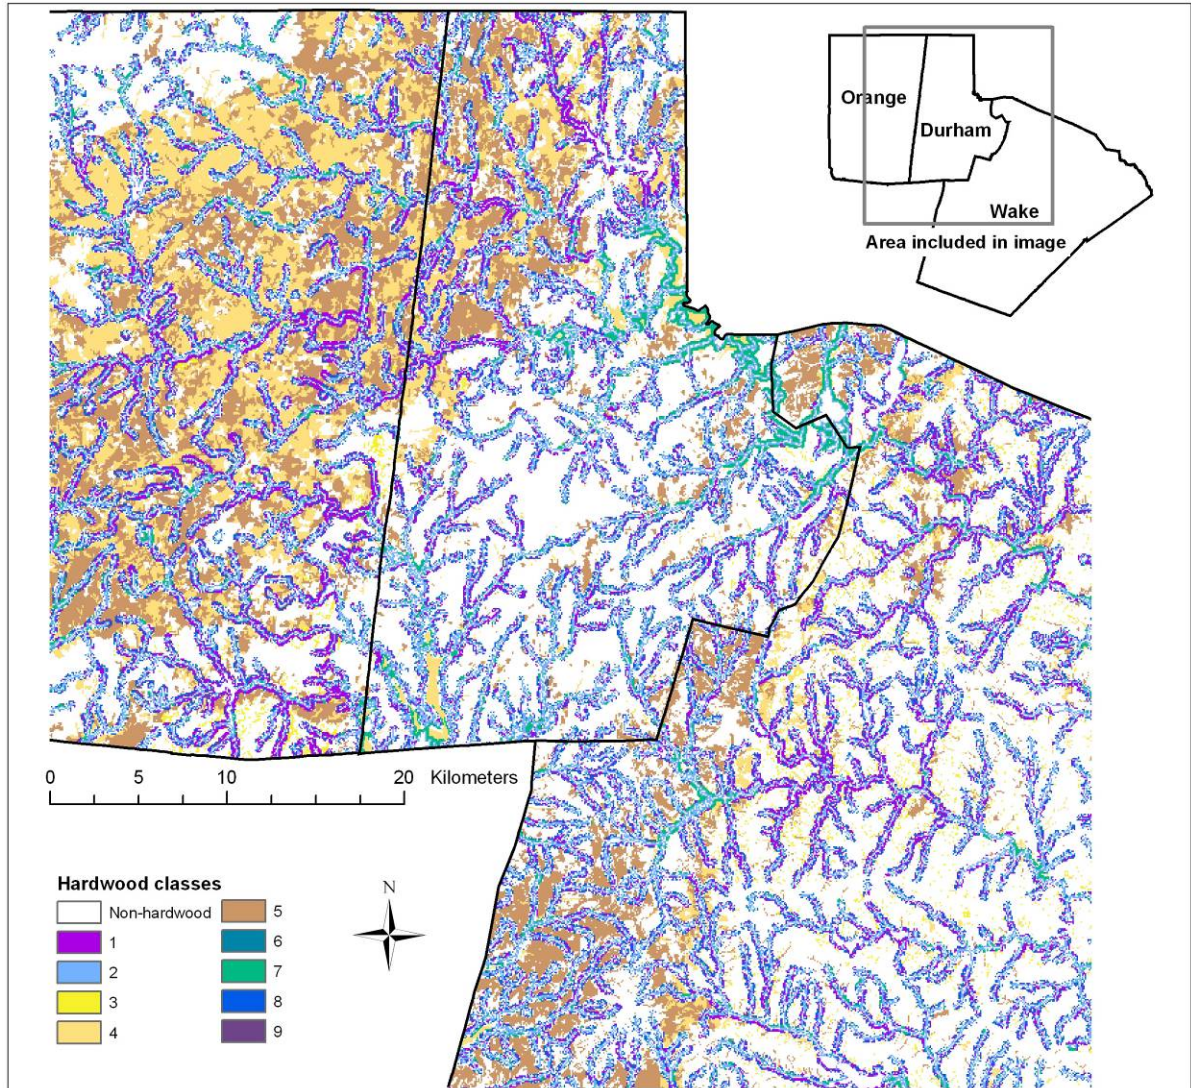 Orange
Durham
Wake
Area included in image
0 5 10 20 Kilometers
Hardwood classes
Non-hardwood
1
2
3
4
5
6
7
8
9
N